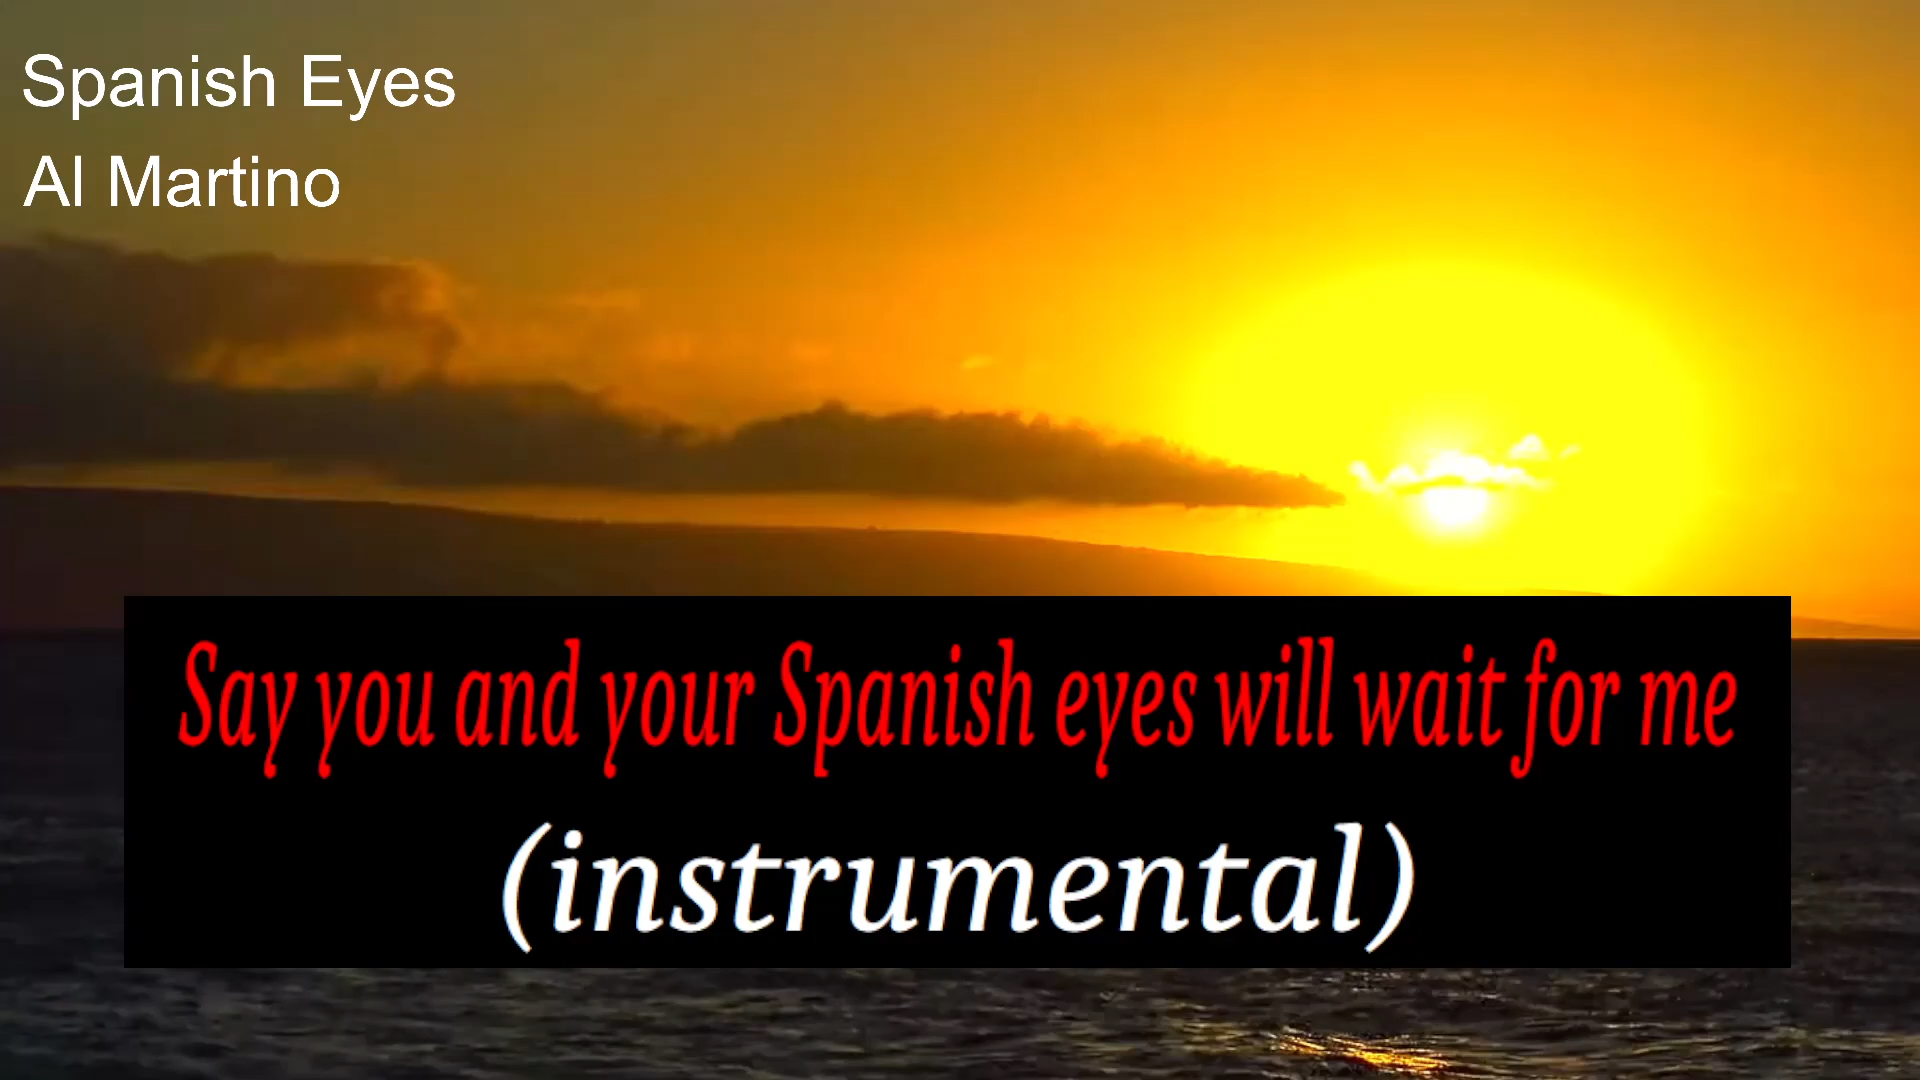 Spanish Eyes
Al Martino
Say you and your Spanish eyes will wait for me
(instrumental)